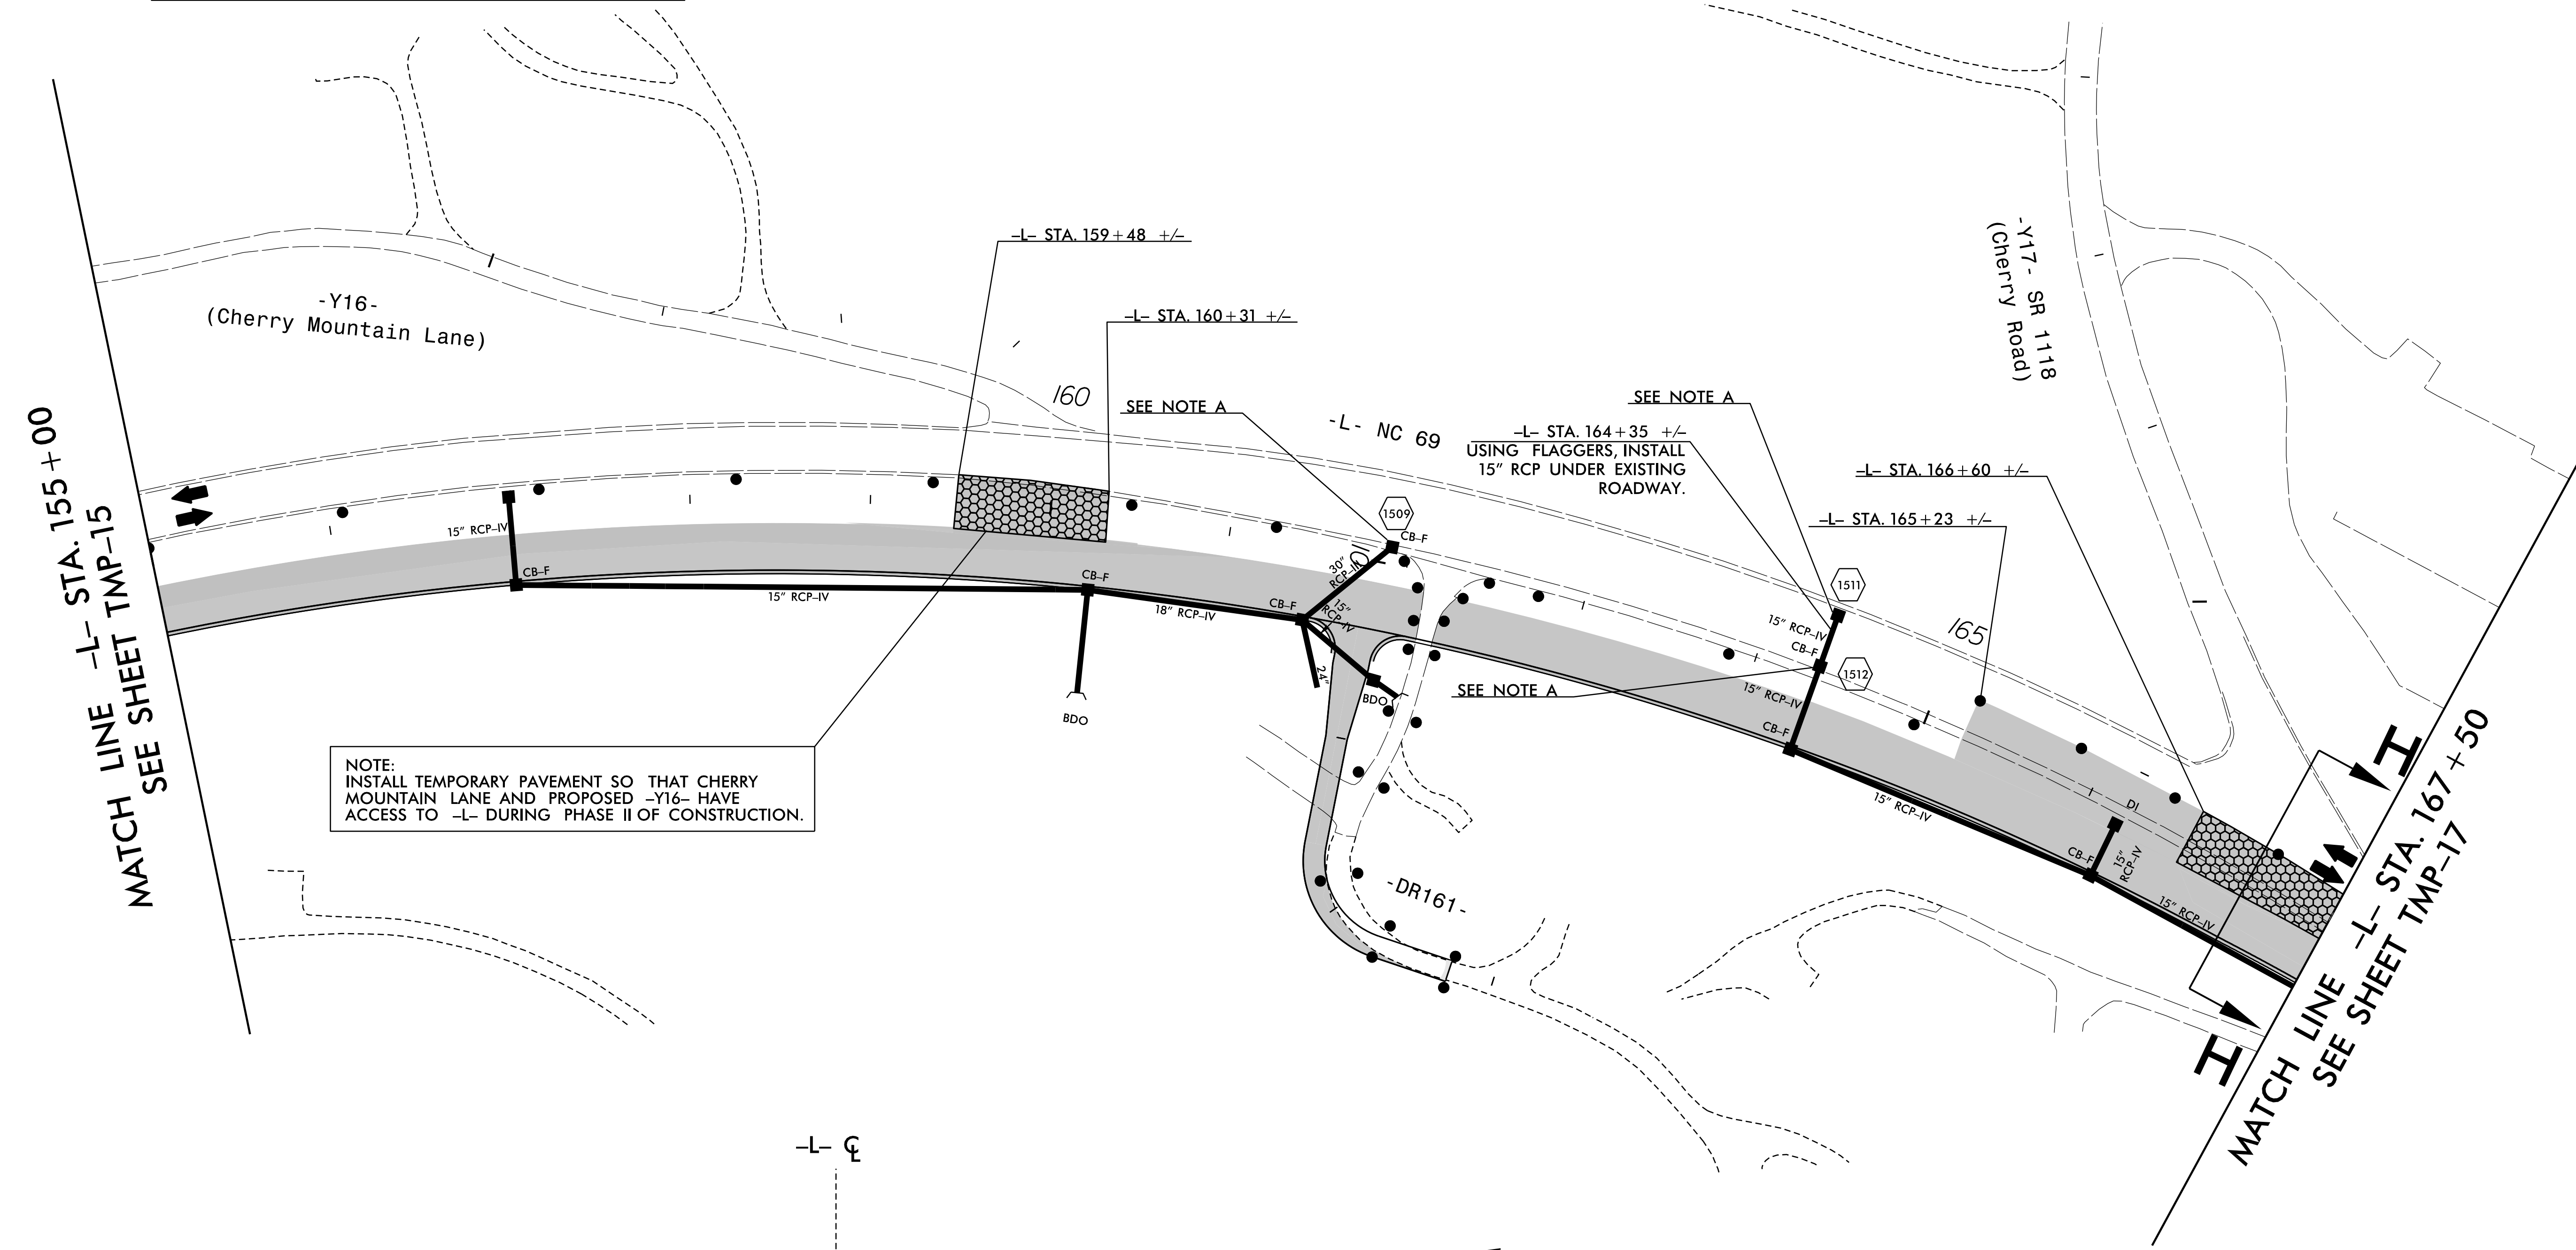 -Y16-
(Cherry Mountain Lane)
-L- STA. 159+48 +/-
-L- STA. 160+31 +/-
160
SEE NOTE A
-L- NC 69
SEE NOTE A
-L- STA. 164+35 +/-
USING FLAGGERS, INSTALL
15" RCP UNDER EXISTING
ROADWAY.
-Y17- SR 1118
(Cherry Road)
-L- STA. 166+60 +/-
-L- STA. 165+23 +/-
MATCH LINE -L- STA. 155+00
SEE SHEET TMP-15
15" RCP-IV
CB-F
15" RCP-IV
CB-F
18" RCP-IV
CB-F
1509
CB-F
30"
RCP-IV
15"
RCP-IV
24"
BDO
BDO
SEE NOTE A
1511
15" RCP-IV
CB-F
1512
15" RCP-IV
CB-F
165
15" RCP-IV
DI
CB-F
15"
RCP-IV
15" RCP-IV
H
H
MATCH LINE -L- STA. 167+50
SEE SHEET TMP-17
NOTE:
INSTALL TEMPORARY PAVEMENT SO THAT CHERRY
MOUNTAIN LANE AND PROPOSED -Y16- HAVE
ACCESS TO -L- DURING PHASE II OF CONSTRUCTION.
-DR161-
-L- ℄